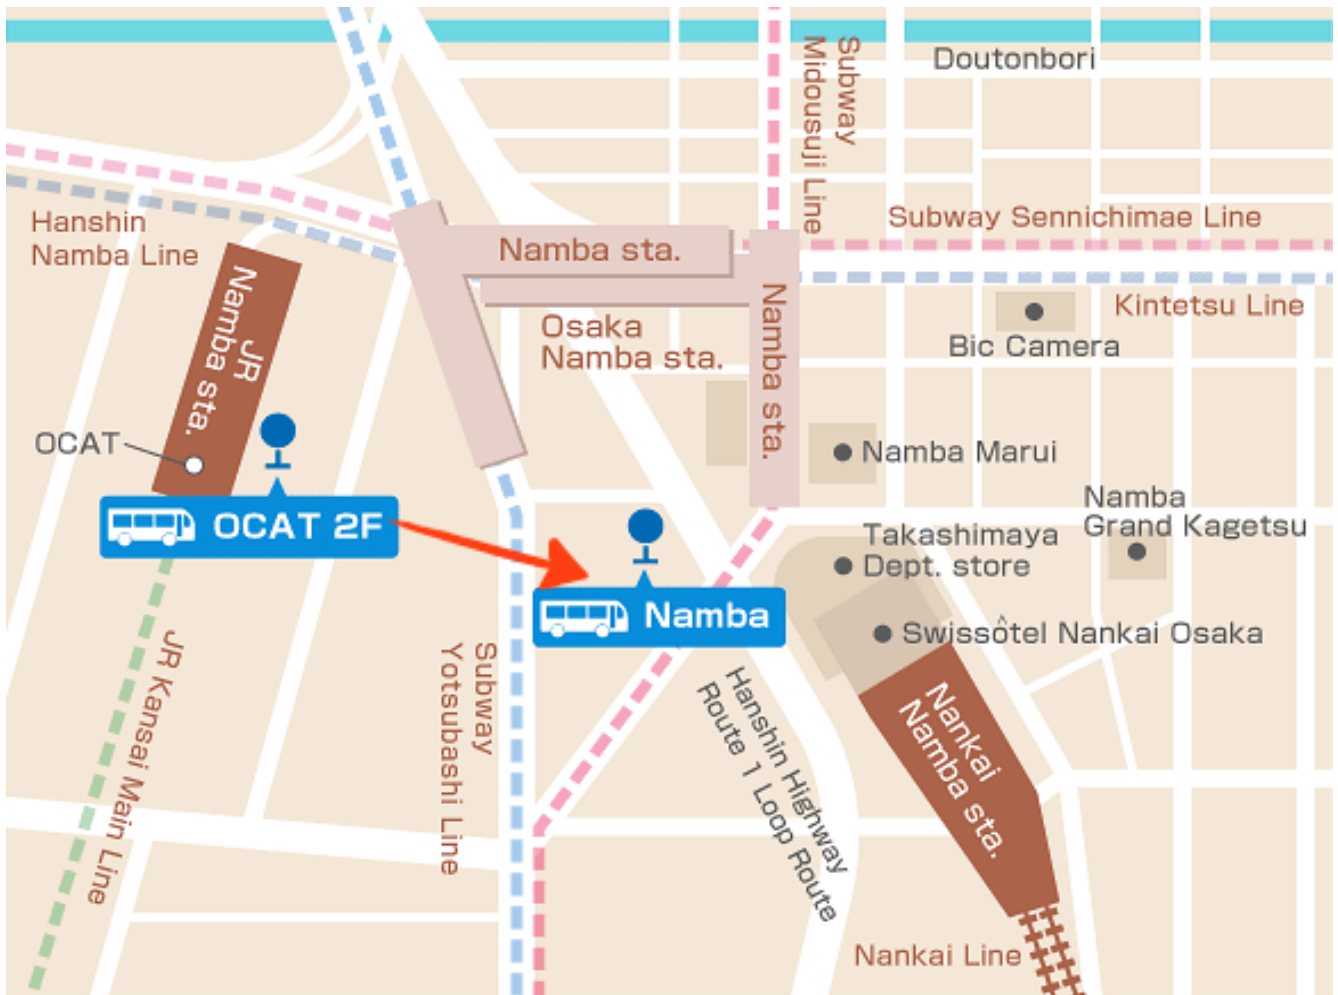 Doutonbori
Subway
Midousuji Line
Hanshin
Namba Line
Subway Sennichimae Line
Namba sta.
Kintetsu Line
Osaka
Namba sta.
Bic Camera
JR
Namba sta.
Namba sta.
OCAT
Namba Marui
OCAT 2F
Namba
Grand Kagetsu
Takashimaya
Dept. store
Namba
Swissôtel Nankai Osaka
JR Kansai Main Line
Subway
Yotsubashi Line
Hanshin Highway
Route 1 Loop Route
Nankai
Namba sta.
Nankai Line